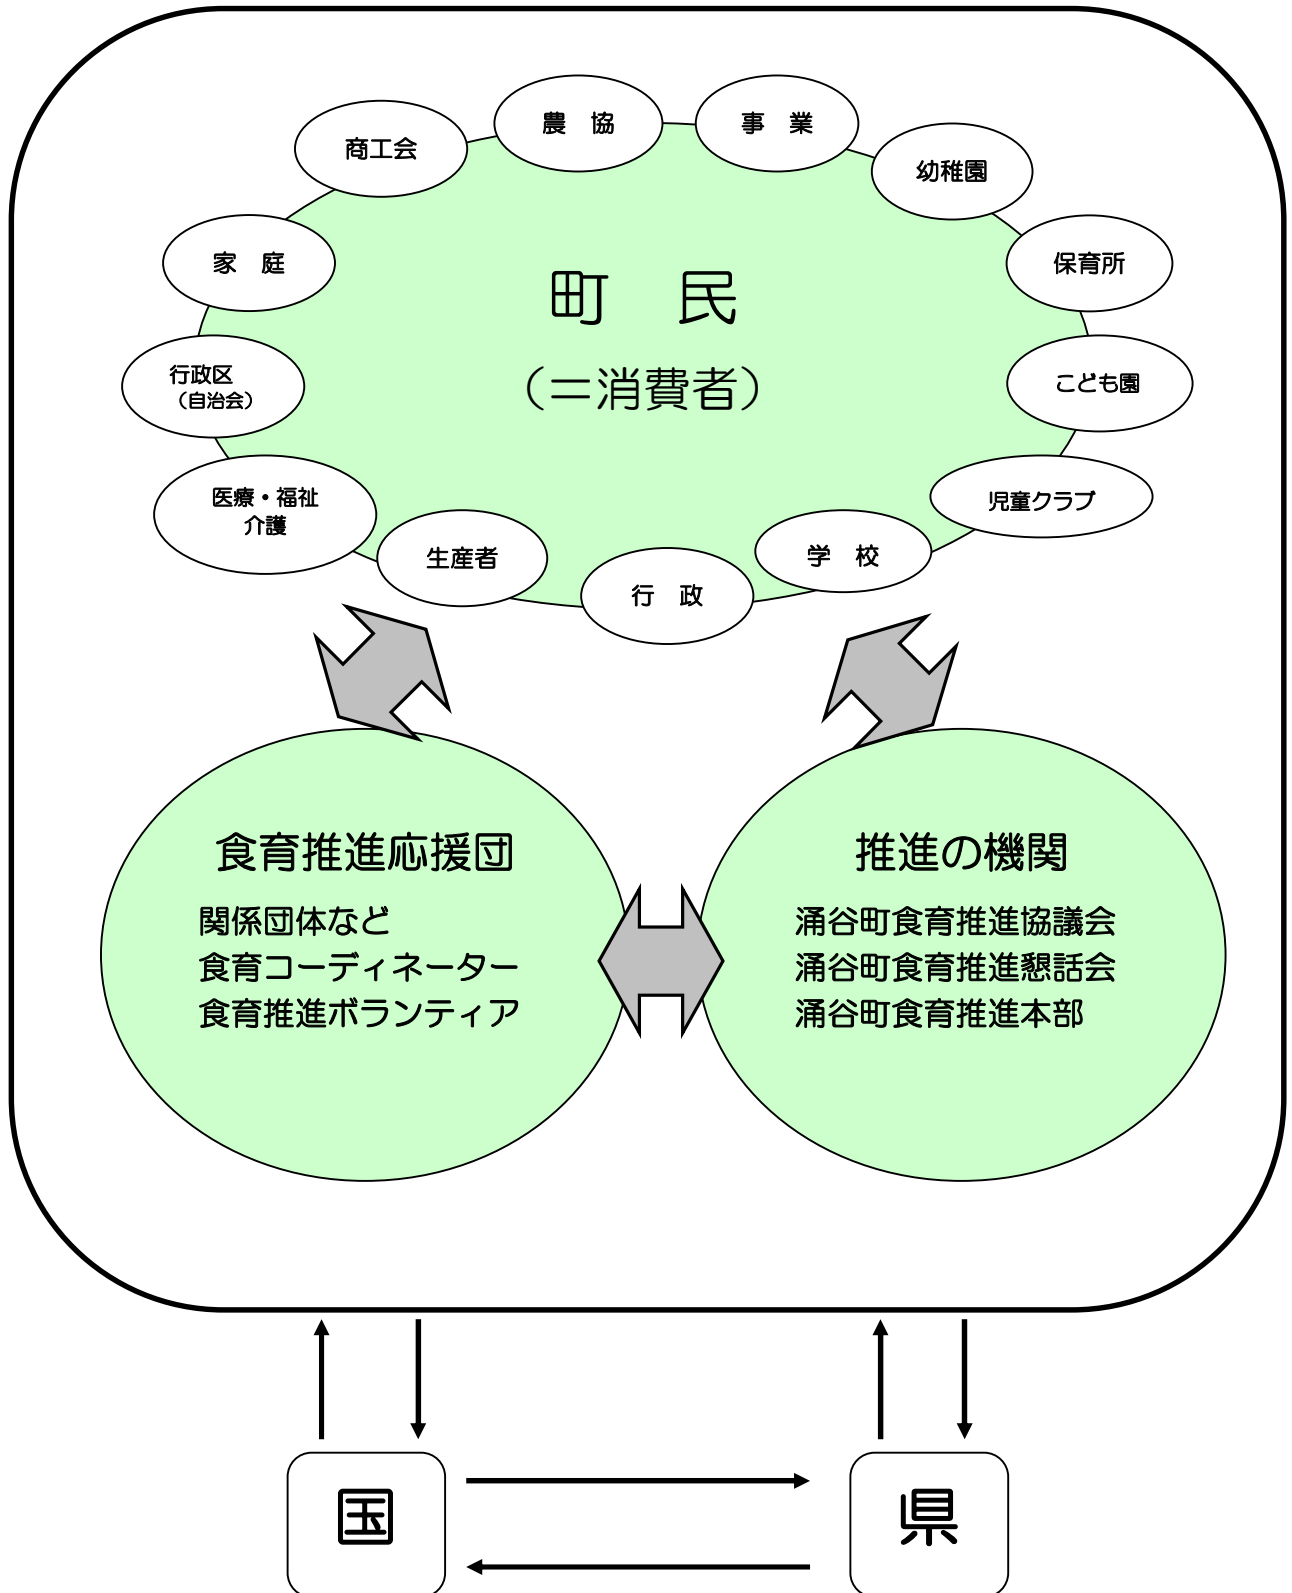 農　協
事　業
商工会
幼稚園
家　庭
保育所
町　民
（＝消費者）
行政区
（自治会）
こども園
医療・福祉
介護
児童クラブ
生産者
学　校
行　政
食育推進応援団
関係団体など
食育コーディネーター
食育推進ボランティア
推進の機関
涌谷町食育推進協議会
涌谷町食育推進懇話会
涌谷町食育推進本部
国
県